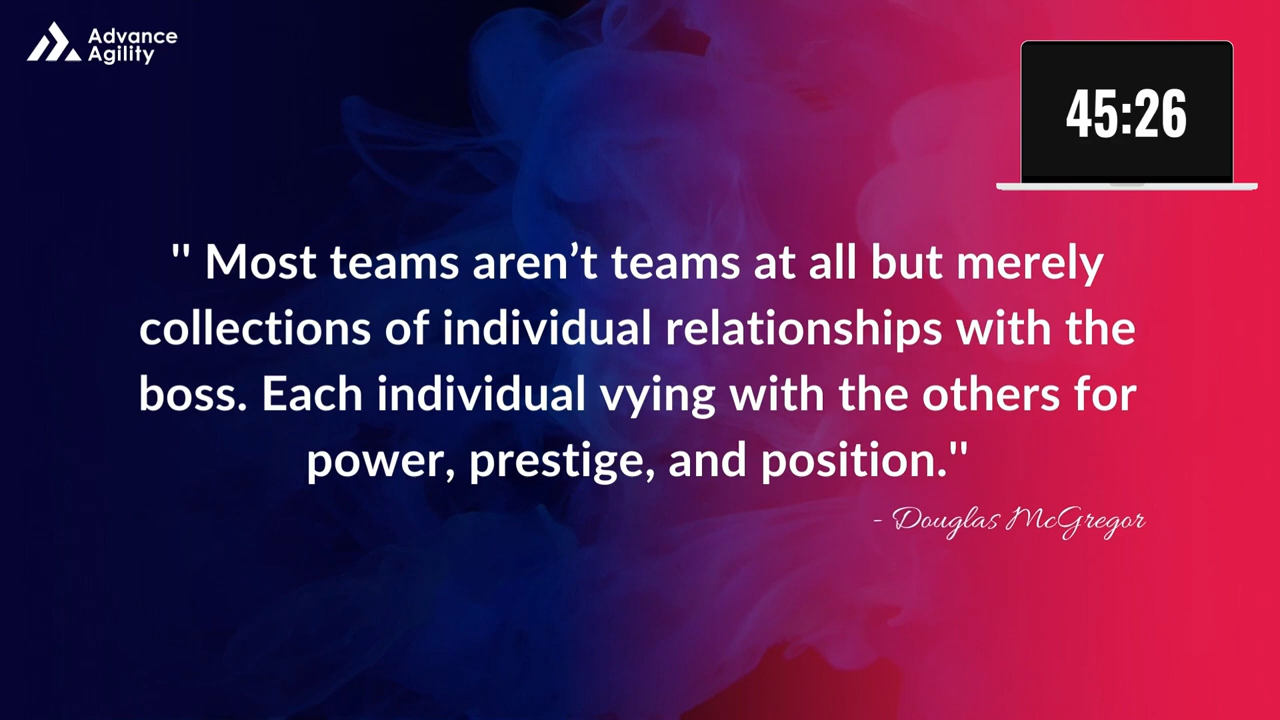 Advance
Agility
45:26
" Most teams aren’t teams at all but merely
collections of individual relationships with the
boss. Each individual vying with the others for
power, prestige, and position."
- Douglas McGregor